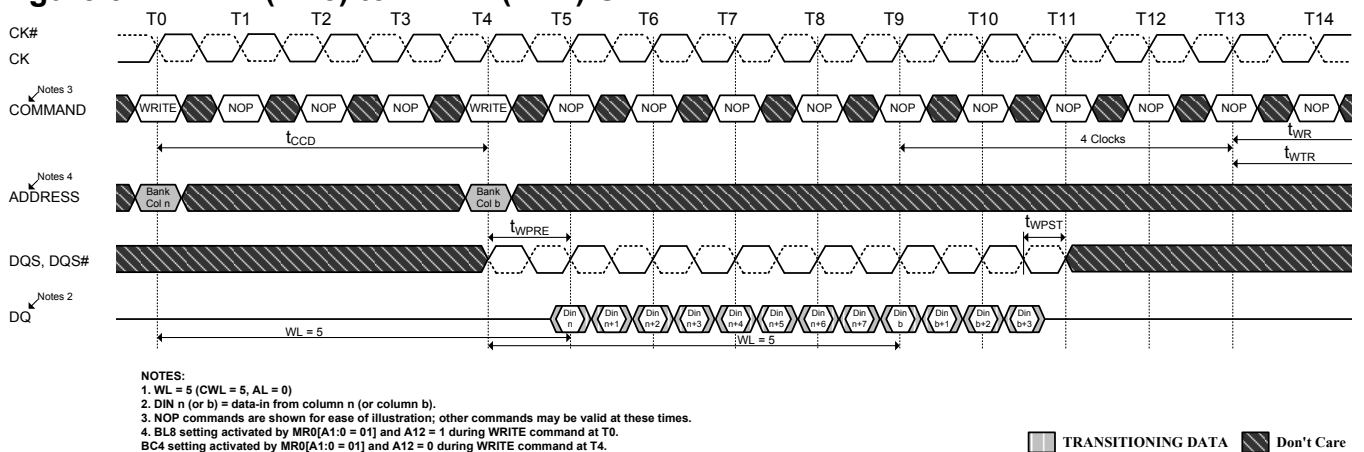 T0 T1 T2 T3 T4 T5 T6 T7 T8 T9 T10 T11 T12 T13 T14
CK#
CK
Notes 3
COMMAND
WRITE NOP NOP NOP WRITE NOP NOP NOP NOP NOP NOP NOP NOP NOP NOP
tCCD
4 Clocks
tWR
tWTR
Notes 4
ADDRESS
Bank Bank
Col n Col b
tWPRE
tWPST
DQS, DQS#
Notes 2
DQ
Din Din Din Din Din Din Din Din Din Din Din Din
n n+1 n+2 n+3 n+4 n+5 n+6 n+7 b b+1 b+2 b+3
WL = 5
WL = 5
NOTES:
1. WL = 5 (CWL = 5, AL = 0)
2. DIN n (or b) = data-in from column n (or column b).
3. NOP commands are shown for ease of illustration; other commands may be valid at these times.
4. BL8 setting activated by MR0[A1:0 = 01] and A12 = 1 during WRITE command at T0.
BC4 setting activated by MR0[A1:0 = 01] and A12 = 0 during WRITE command at T4.
TRANSITIONING DATA Don't Care